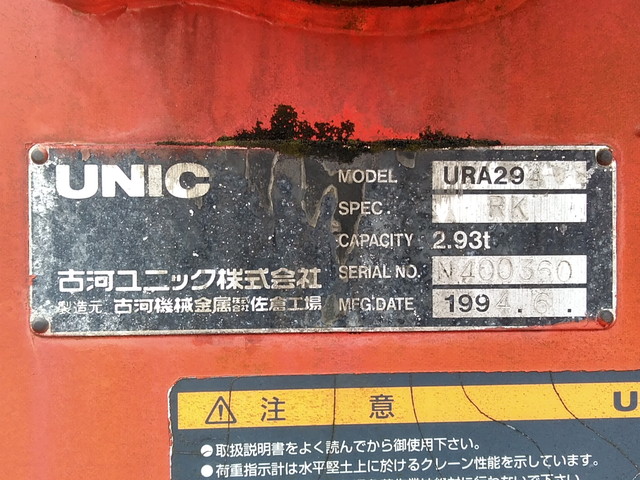 UNIC
MODEL URA294
SPEC. RK
CAPACITY 2.93t
古河ユニック株式会社
SERIAL NO. N400360
製造元 古河機械金属株式会社佐倉工場
MFG.DATE 1994.6.
⚠ 注 意
U
●取扱説明書をよく読んでから御使用下さい。
●荷重指示計は水平堅土上に於けるクレーン性能を示しています。